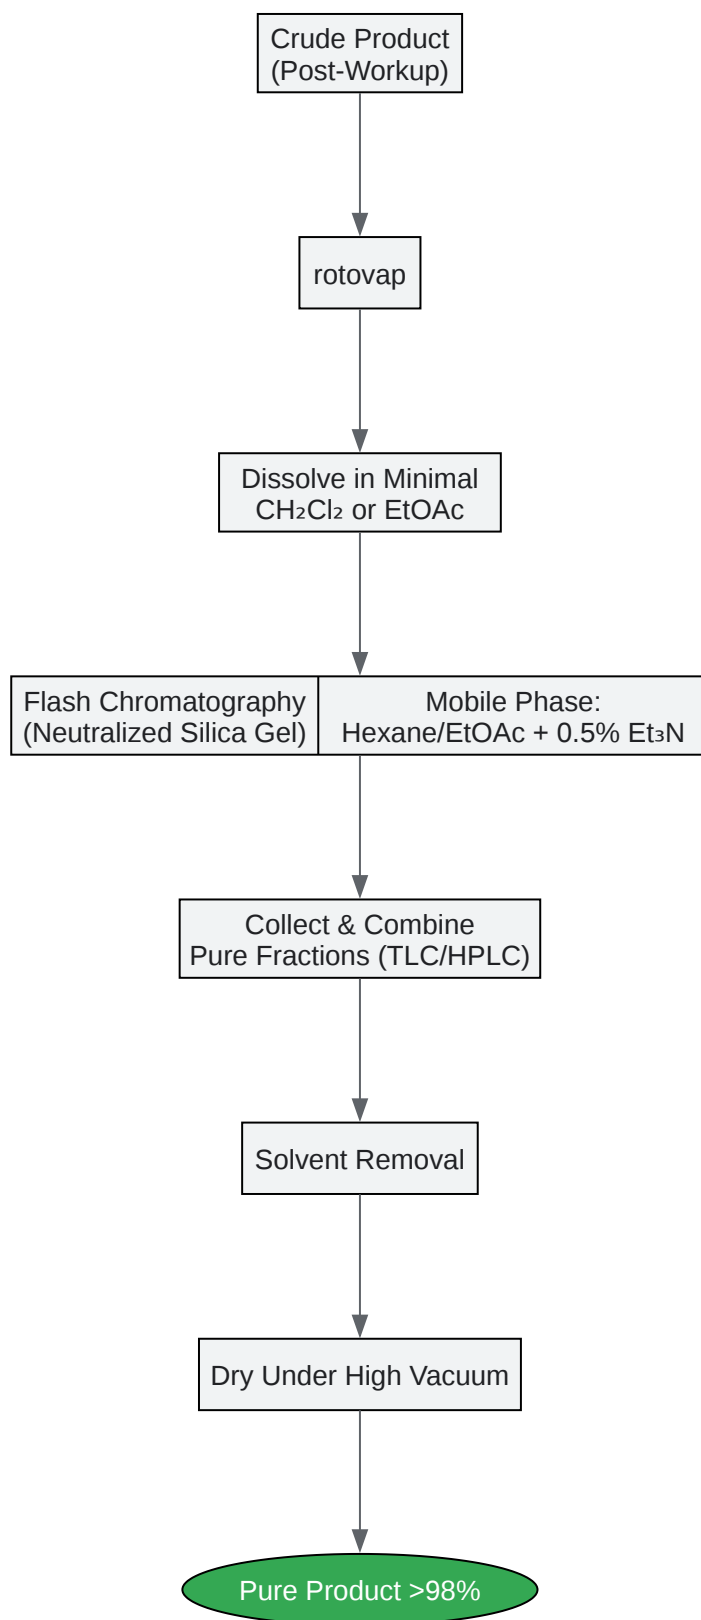 Crude Product
(Post-Workup)
rotovap
Dissolve in Minimal
CH₂Cl₂ or EtOAc
Flash Chromatography
(Neutralized Silica Gel)
Mobile Phase:
Hexane/EtOAc + 0.5% Et₃N
Collect & Combine
Pure Fractions (TLC/HPLC)
Solvent Removal
Dry Under High Vacuum
Pure Product >98%